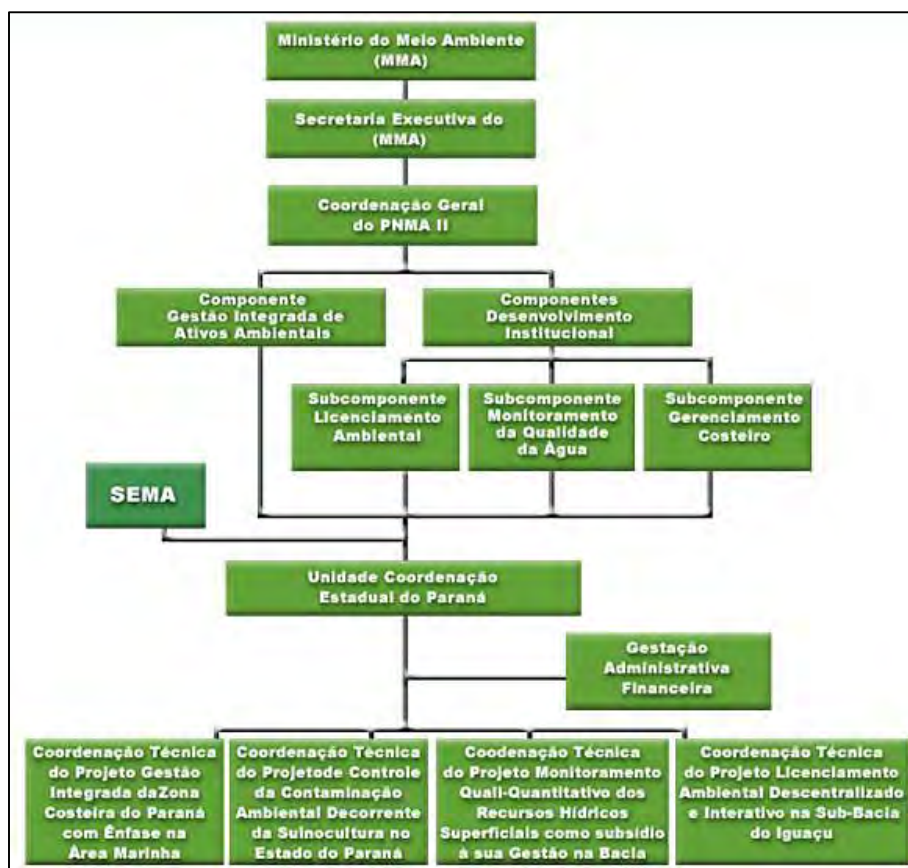 Ministério do Meio Ambiente
(MMA)
Secretaria Executiva do
(MMA)
Coordenação Geral
do PNMA II
Componente
Gestão Integrada de
Ativos Ambientais
Componentes
Desenvolvimento
Institucional
Subcomponente
Licenciamento
Ambiental
Subcomponente
Monitoramento
da Qualidade
da Água
Subcomponente
Gerenciamento
Costeiro
SEMA
Unidade Coordenação
Estadual do Paraná
Gestação
Administrativa
Financeira
Coordenação Técnica
do Projeto Gestão
Integrada daZona
Costeira do Paraná
com Ênfase na
Área Marinha
Coordenação Técnica
do Projetode Controle
da Contaminação
Ambiental Decorrente
da Suinocultura no
Estado do Paraná
Coodenação Técnica
do Projeto Monitoramento
Quali-Quantitativo dos
Recursos Hídricos
Superficiais como subsídio
à sua Gestão na Bacia
Coordenação Técnica
do Projeto Licenciamento
Ambiental Descentralizado
e Interativo na Sub-Bacia
do Iguaçu